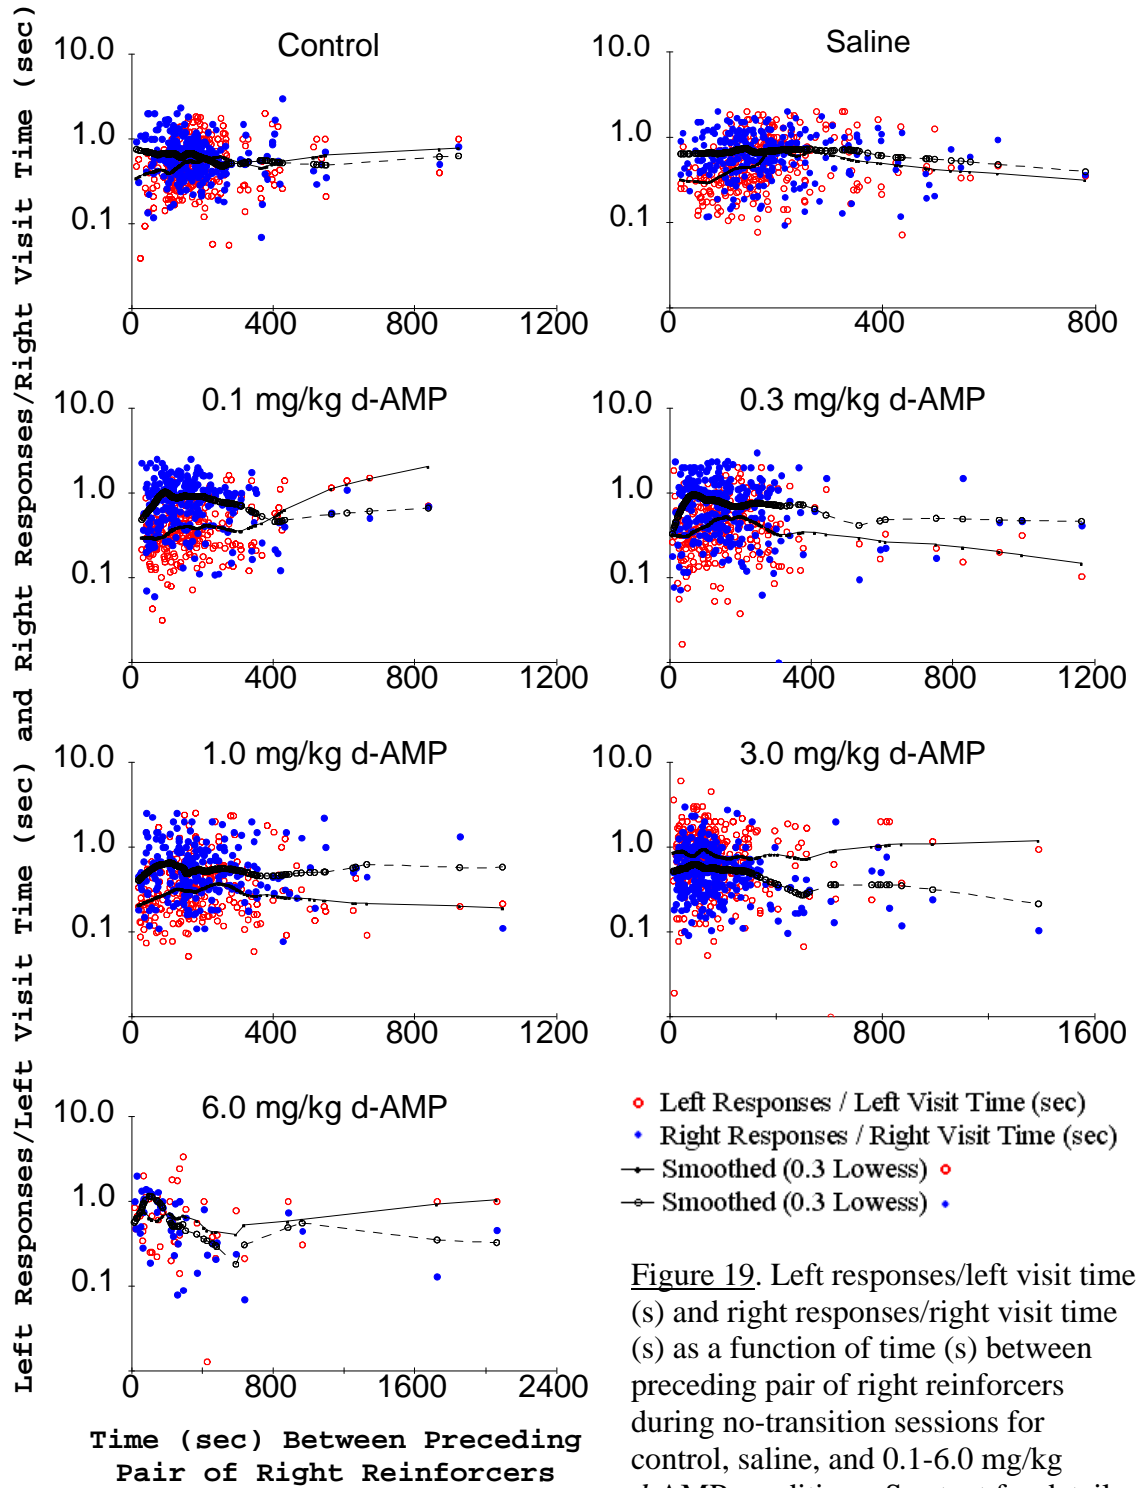 Left Responses/Left Visit Time (sec) and Right Responses/Right Visit Time (sec)
Control
10.0
1.0
0.1
0 400 800 1200
Saline
10.0
1.0
0.1
0 400 800
0.1 mg/kg d-AMP
10.0
1.0
0.1
0 400 800 1200
0.3 mg/kg d-AMP
10.0
1.0
0.1
0 400 800 1200
1.0 mg/kg d-AMP
10.0
1.0
0.1
0 400 800 1200
3.0 mg/kg d-AMP
10.0
1.0
0.1
0 800 1600
6.0 mg/kg d-AMP
10.0
1.0
0.1
0 800 1600 2400
Time (sec) Between Preceding
Pair of Right Reinforcers
Left Responses / Left Visit Time (sec)
Right Responses / Right Visit Time (sec)
Smoothed (0.3 Lowess)
Smoothed (0.3 Lowess)
Figure 19. Left responses/left visit time
(s) and right responses/right visit time
(s) as a function of time (s) between
preceding pair of right reinforcers
during no-transition sessions for
control, saline, and 0.1-6.0 mg/kg